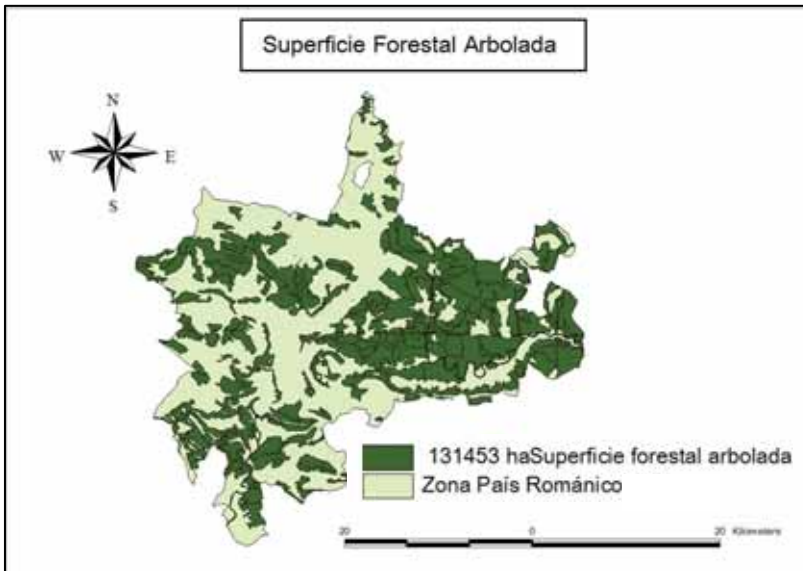 Superficie Forestal Arbolada
N
W E
S
131453 haSuperficie forestal arbolada
Zona País Románico
20 0 20 Kilometers